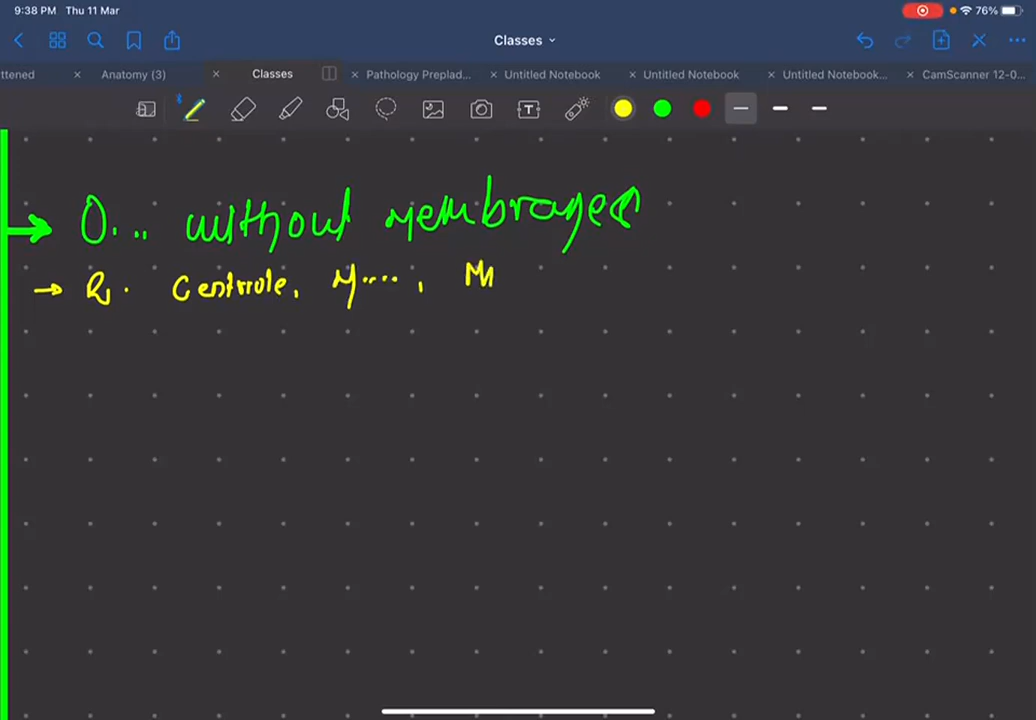 9:38 PM Thu 11 Mar 76%
Classes
ttened Anatomy (3) Classes Pathology Preplad... Untitled Notebook Untitled Notebook Untitled Notebook... CamScanner 12-0...
O... without membranes
R. Centriole, M...., Mi